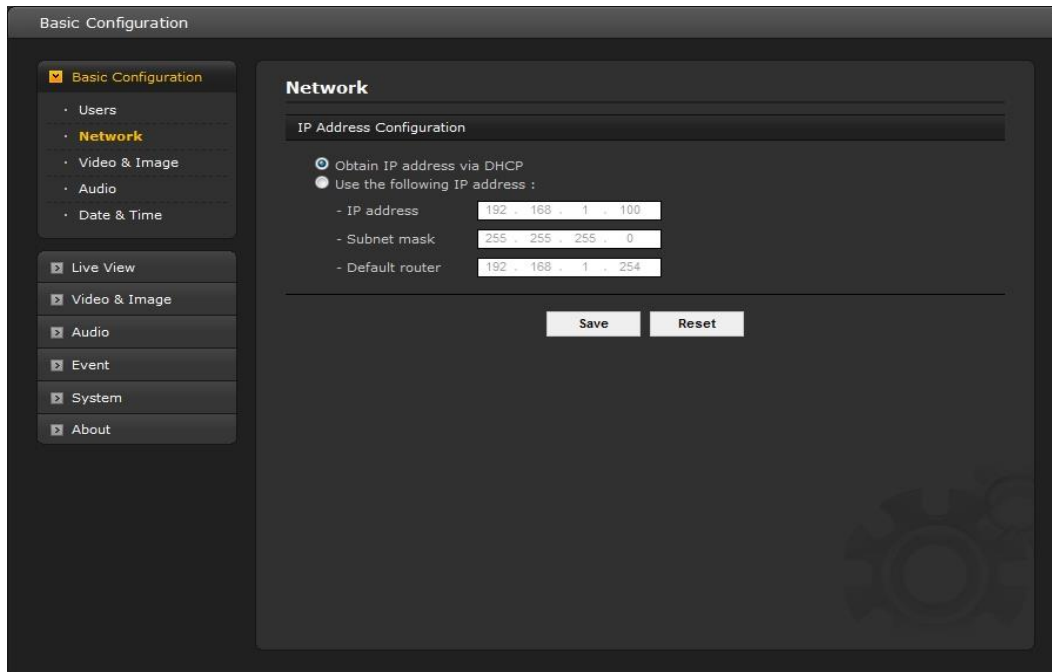 Basic Configuration
Basic Configuration
· Users
· Network
· Video & Image
· Audio
· Date & Time
Live View
Video & Image
Audio
Event
System
About
Network
IP Address Configuration
Obtain IP address via DHCP
Use the following IP address :
- IP address 192 . 168 . 1 . 100
- Subnet mask 255 . 255 . 255 . 0
- Default router 192 . 168 . 1 . 254
Save Reset